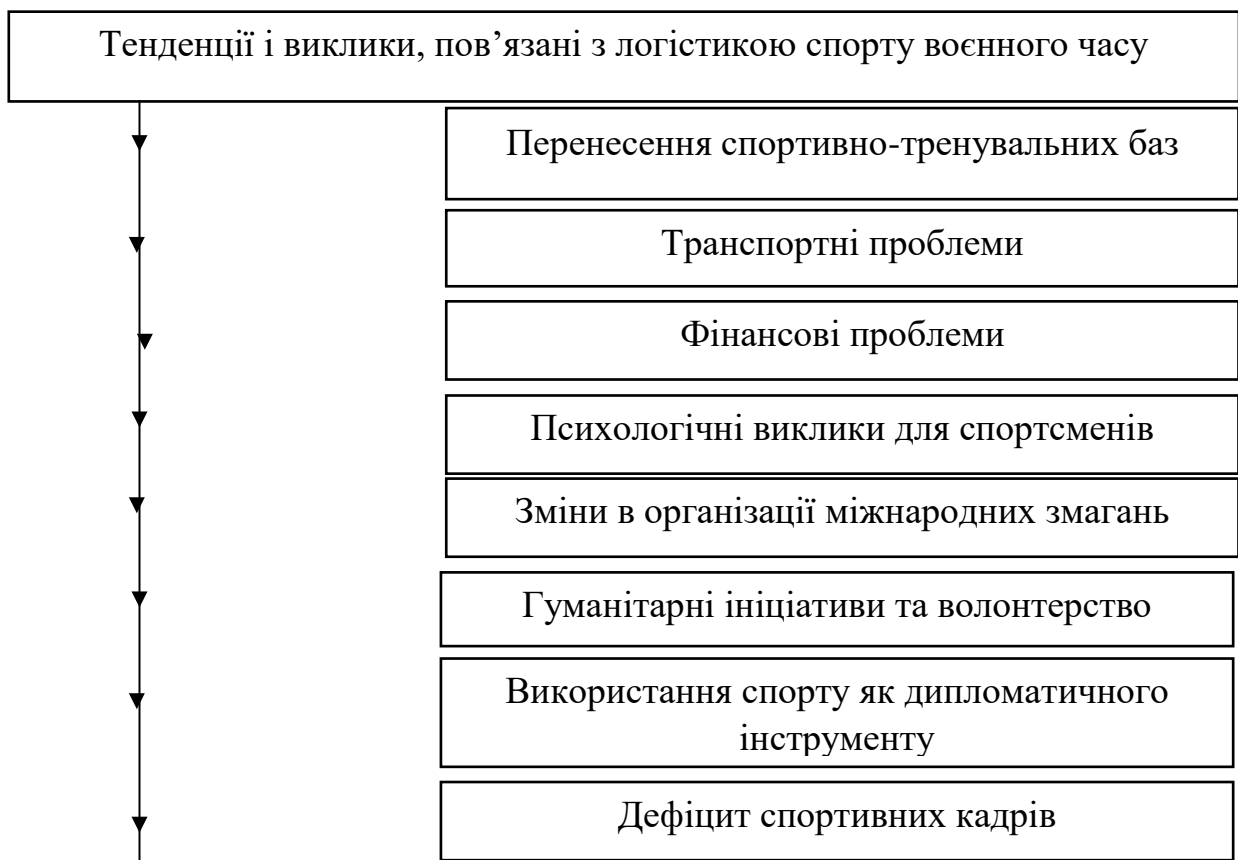 Тенденції і виклики, пов’язані з логістикою спорту воєнного часу
Перенесення спортивно-тренувальних баз
Транспортні проблеми
Фінансові проблеми
Психологічні виклики для спортсменів
Зміни в організації міжнародних змагань
Гуманітарні ініціативи та волонтерство
Використання спорту як дипломатичного
інструменту
Дефіцит спортивних кадрів